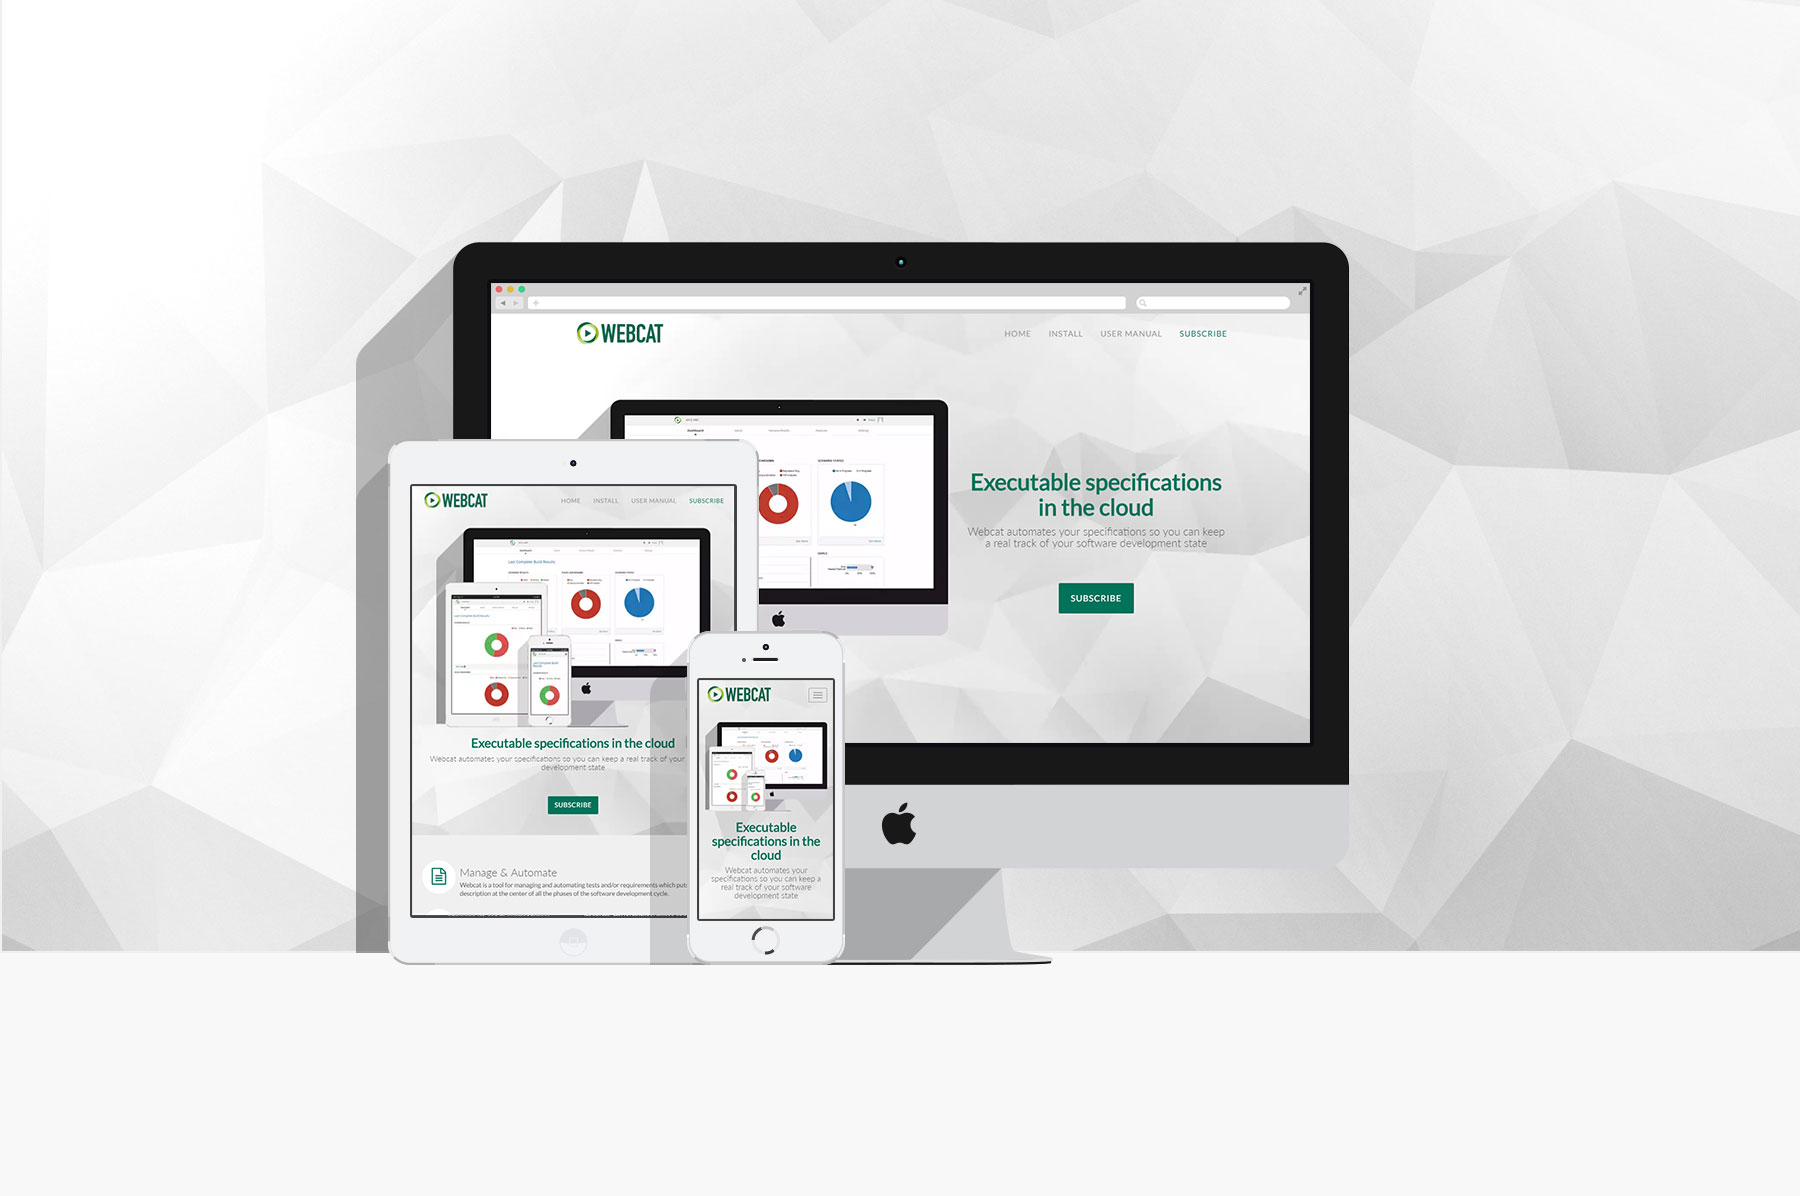 WEBCAT
HOME INSTALL USER MANUAL SUBSCRIBE
Executable specifications
in the cloud
Webcat automates your specifications so you can keep
a real track of your software development state
SUBSCRIBE
WEBCAT
HOME INSTALL USER MANUAL SUBSCRIBE
Last Complete Build Results
Executable specifications in the cloud
Webcat automates your specifications so you can keep a real track of your
development state
SUBSCRIBE
Manage & Automate
Webcat is a tool for managing and automating tests and/or requirements which put
description at the center of all the phases of the software development cycle.
WEBCAT
Executable
specifications in the
cloud
Webcat automates your
specifications so you can keep a
real track of your software
development state